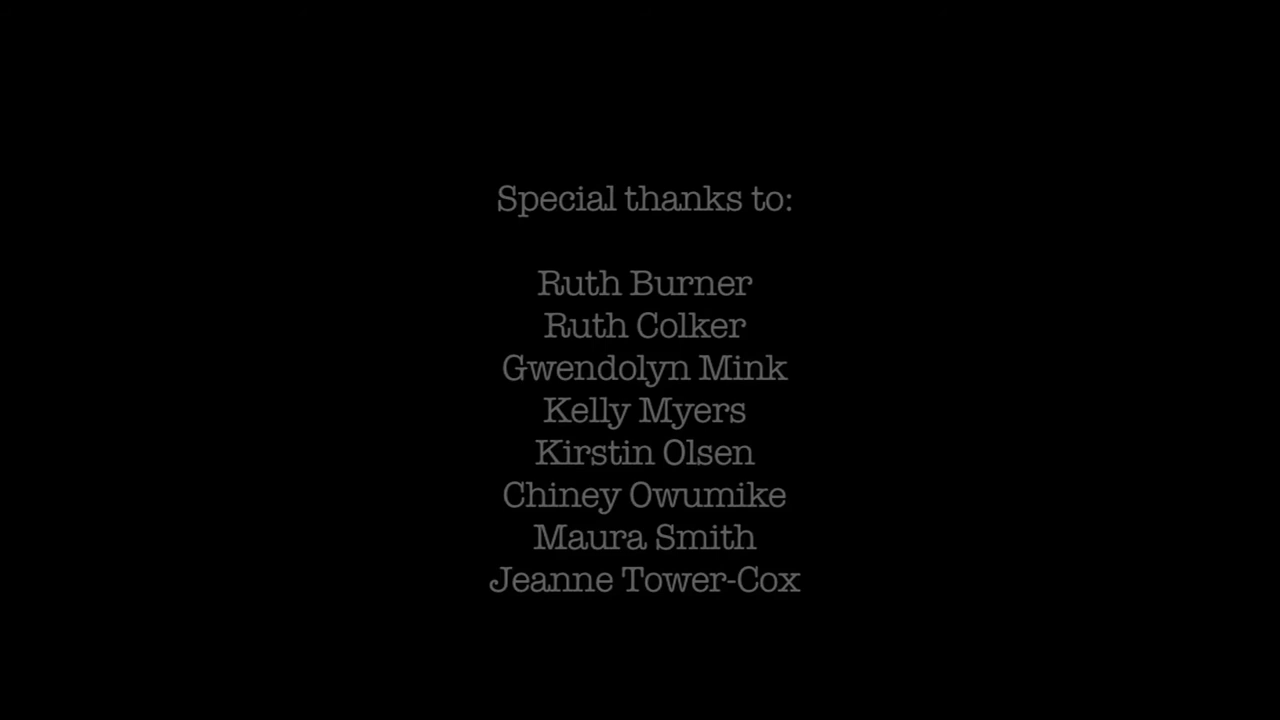 Special thanks to:
Ruth Burner
Ruth Colker
Gwendolyn Mink
Kelly Myers
Kirstin Olsen
Chiney Owumike
Maura Smith
Jeanne Tower-Cox